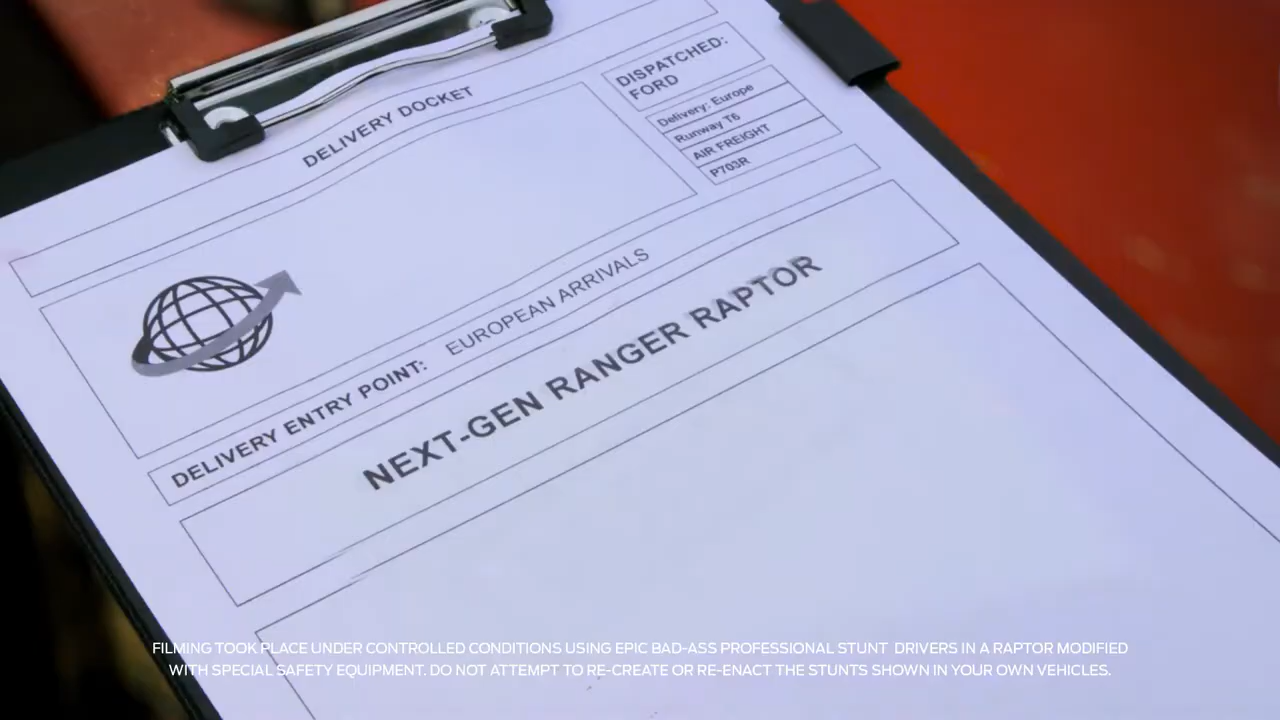 DELIVERY DOCKET
DISPATCHED:
FORD
Delivery: Europe
Runway T6
AIR FREIGHT
P703R
DELIVERY ENTRY POINT: EUROPEAN ARRIVALS
NEXT-GEN RANGER RAPTOR
FILMING TOOK PLACE UNDER CONTROLLED CONDITIONS USING EPIC BAD-ASS PROFESSIONAL STUNT DRIVERS IN A RAPTOR MODIFIED
WITH SPECIAL SAFETY EQUIPMENT. DO NOT ATTEMPT TO RE-CREATE OR RE-ENACT THE STUNTS SHOWN IN YOUR OWN VEHICLES.